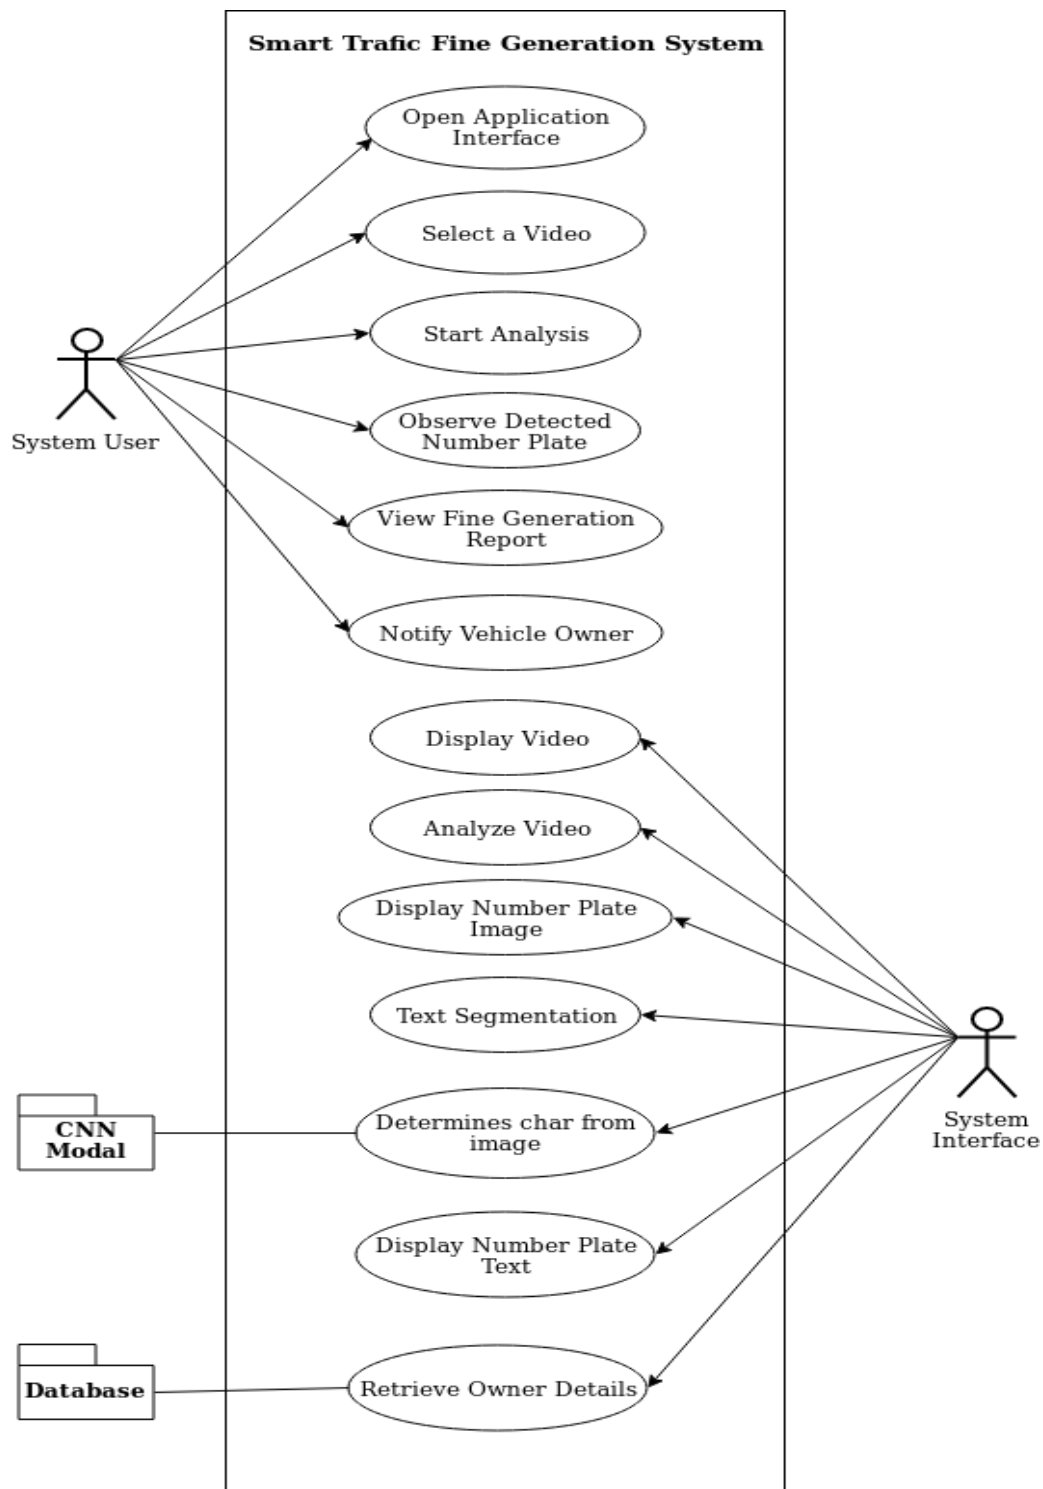 Smart Trafic Fine Generation System
Open Application
Interface
Select a Video
Start Analysis
System User
Observe Detected
Number Plate
View Fine Generation
Report
Notify Vehicle Owner
Display Video
Analyze Video
Display Number Plate
Image
Text Segmentation
System
Interface
CNN
Modal
Determines char from
image
Display Number Plate
Text
Database
Retrieve Owner Details